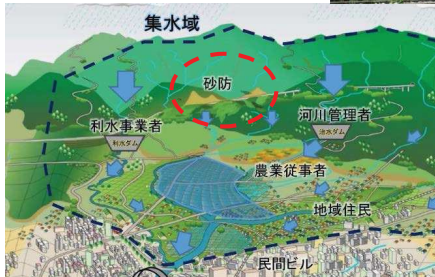 集水域
砂防
利水事業者
利水ダム
河川管理者
治水ダム
農業従事者
地域住民
民間ビル